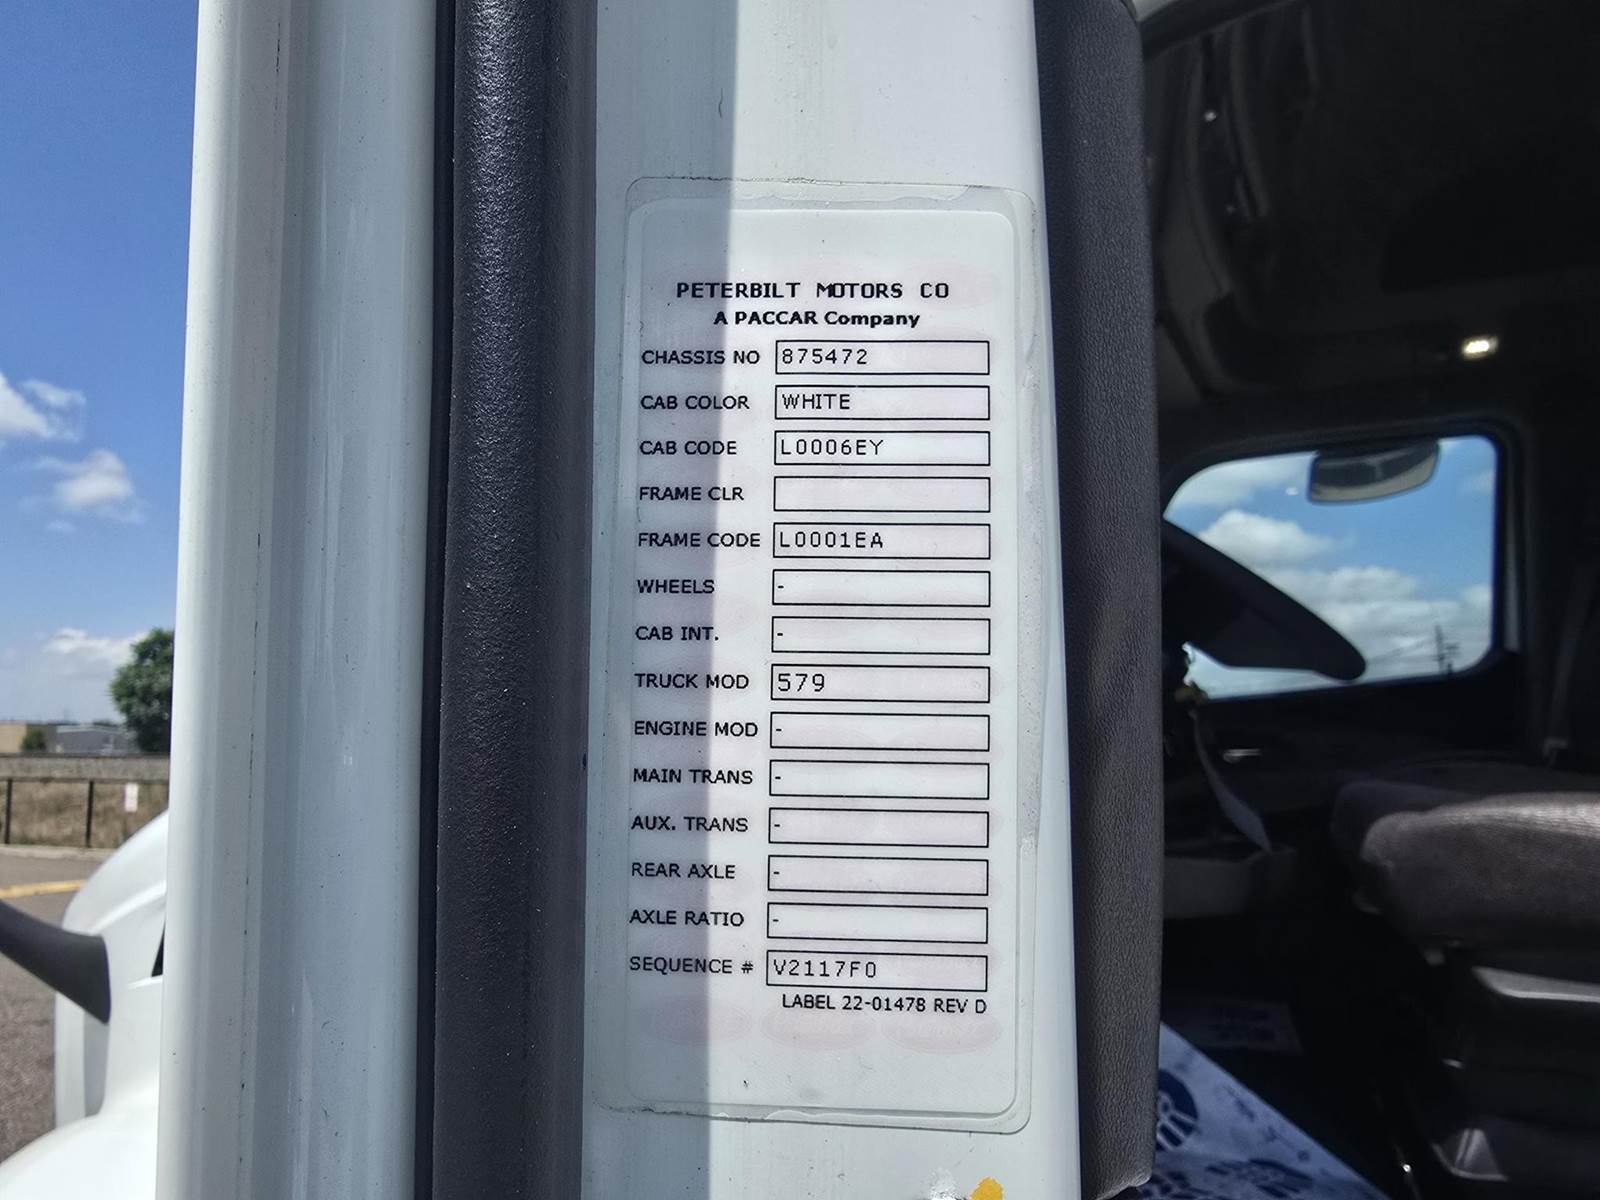 PETERBILT MOTORS CO
A PACCAR Company
CHASSIS NO 875472
CAB COLOR WHITE
CAB CODE L0006EY
FRAME CLR
FRAME CODE L0001EA
WHEELS -
CAB INT. -
TRUCK MOD 579
ENGINE MOD -
MAIN TRANS -
AUX. TRANS -
REAR AXLE -
AXLE RATIO -
SEQUENCE # V2117F0
LABEL 22-01478 REV D